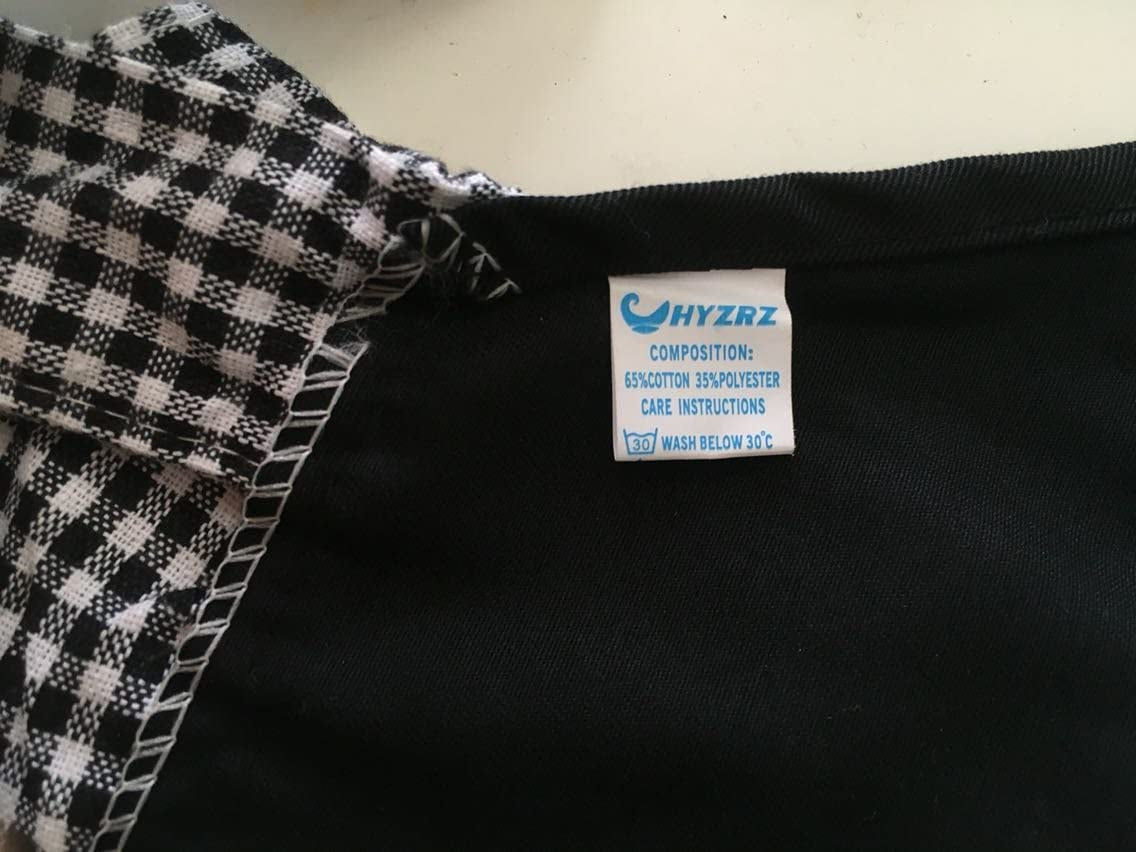 HYZRZ
COMPOSITION:
65%COTTON 35%POLYESTER
CARE INSTRUCTIONS
30 WASH BELOW 30°C